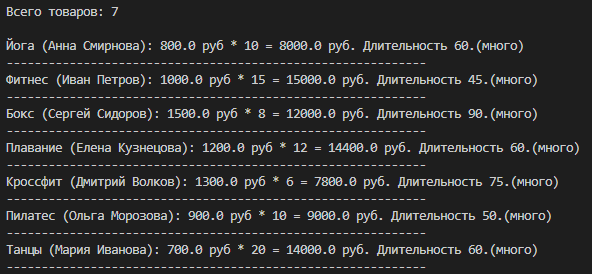 Всего товаров: 7
Йога (Анна Смирнова): 800.0 руб * 10 = 8000.0 руб. Длительность 60.(много)
------------------------------------------------------------
Фитнес (Иван Петров): 1000.0 руб * 15 = 15000.0 руб. Длительность 45.(много)
------------------------------------------------------------
Бокс (Сергей Сидоров): 1500.0 руб * 8 = 12000.0 руб. Длительность 90.(много)
------------------------------------------------------------
Плавание (Елена Кузнецова): 1200.0 руб * 12 = 14400.0 руб. Длительность 60.(много)
------------------------------------------------------------
Кроссфит (Дмитрий Волков): 1300.0 руб * 6 = 7800.0 руб. Длительность 75.(много)
------------------------------------------------------------
Пилатес (Ольга Морозова): 900.0 руб * 10 = 9000.0 руб. Длительность 50.(много)
------------------------------------------------------------
Танцы (Мария Иванова): 700.0 руб * 20 = 14000.0 руб. Длительность 60.(много)
------------------------------------------------------------